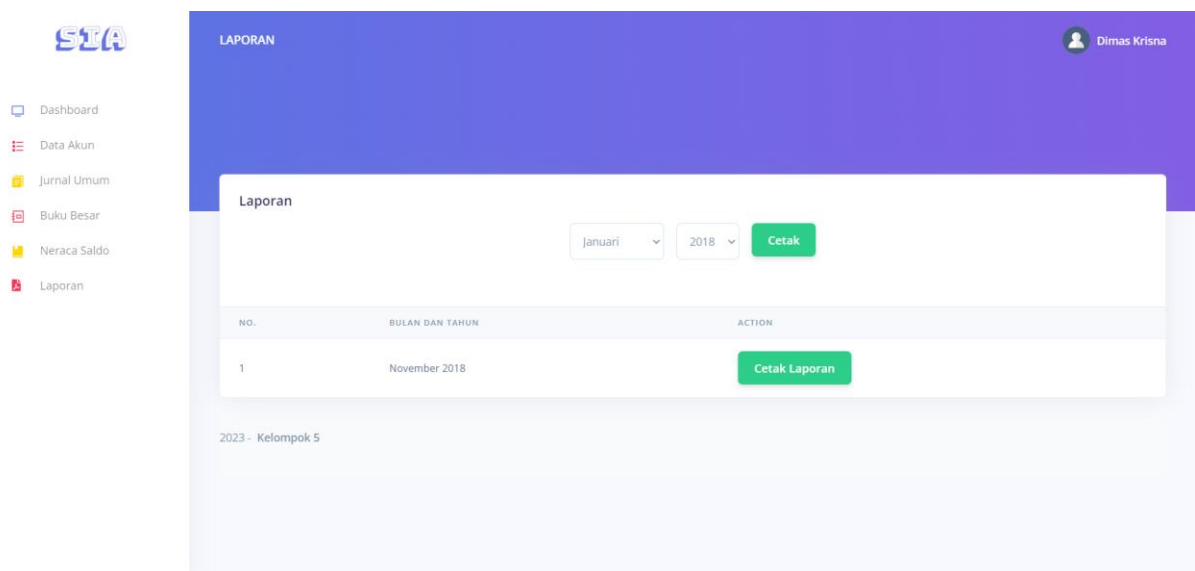 SIA
LAPORAN
Dimas Krisna
Dashboard
Data Akun
Jurnal Umum
Buku Besar
Neraca Saldo
Laporan
Laporan
Januari 2018 Cetak
NO. BULAN DAN TAHUN ACTION
1 November 2018 Cetak Laporan
2023 - Kelompok 5